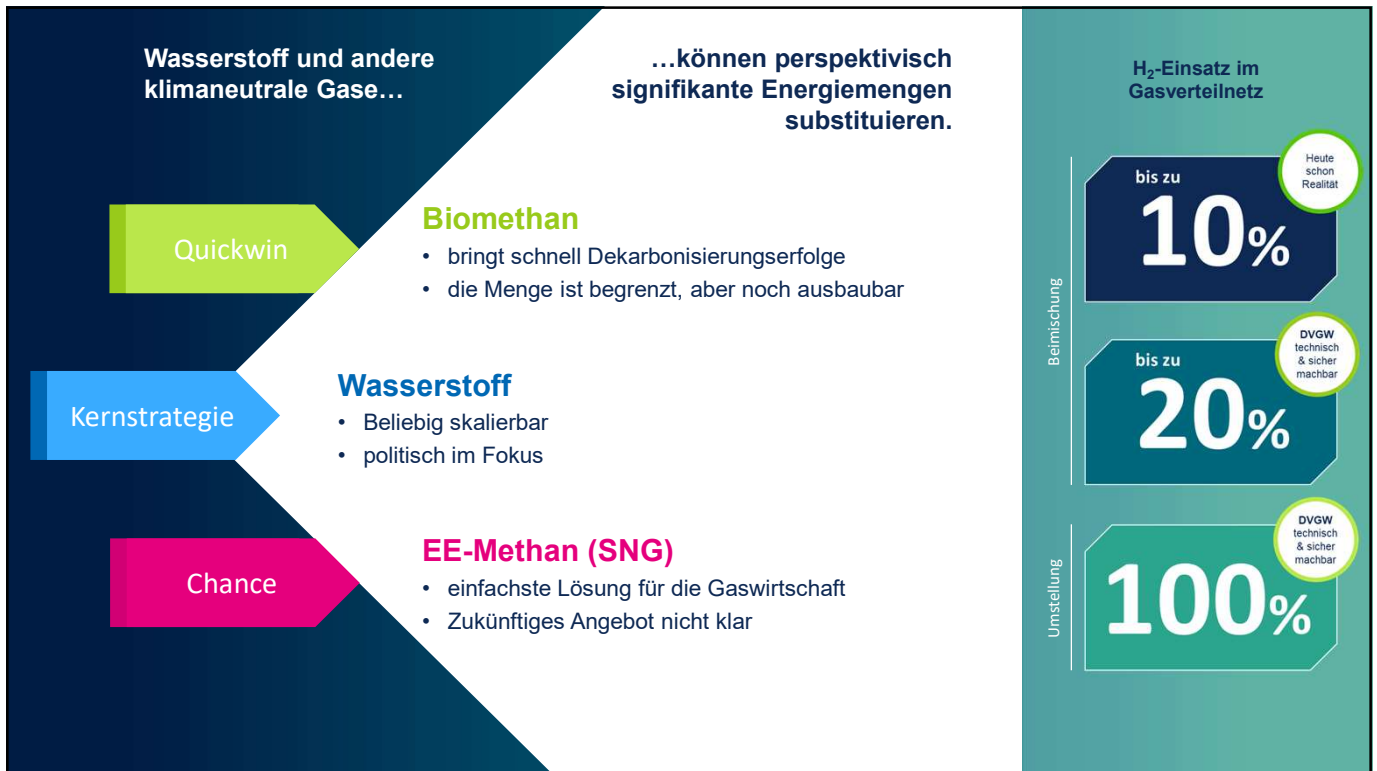 Wasserstoff und andere
klimaneutrale Gase…
…können perspektivisch
signifikante Energiemengen
substituieren.
Quickwin
Biomethan
• bringt schnell Dekarbonisierungserfolge
• die Menge ist begrenzt, aber noch ausbaubar
Kernstrategie
Wasserstoff
• Beliebig skalierbar
• politisch im Fokus
Chance
EE-Methan (SNG)
• einfachste Lösung für die Gaswirtschaft
• Zukünftiges Angebot nicht klar
H₂-Einsatz im
Gasverteilnetz
Beimischung
bis zu
10%
Heute
schon
Realität
bis zu
20%
DVGW
technisch
& sicher
machbar
Umstellung
100%
DVGW
technisch
& sicher
machbar